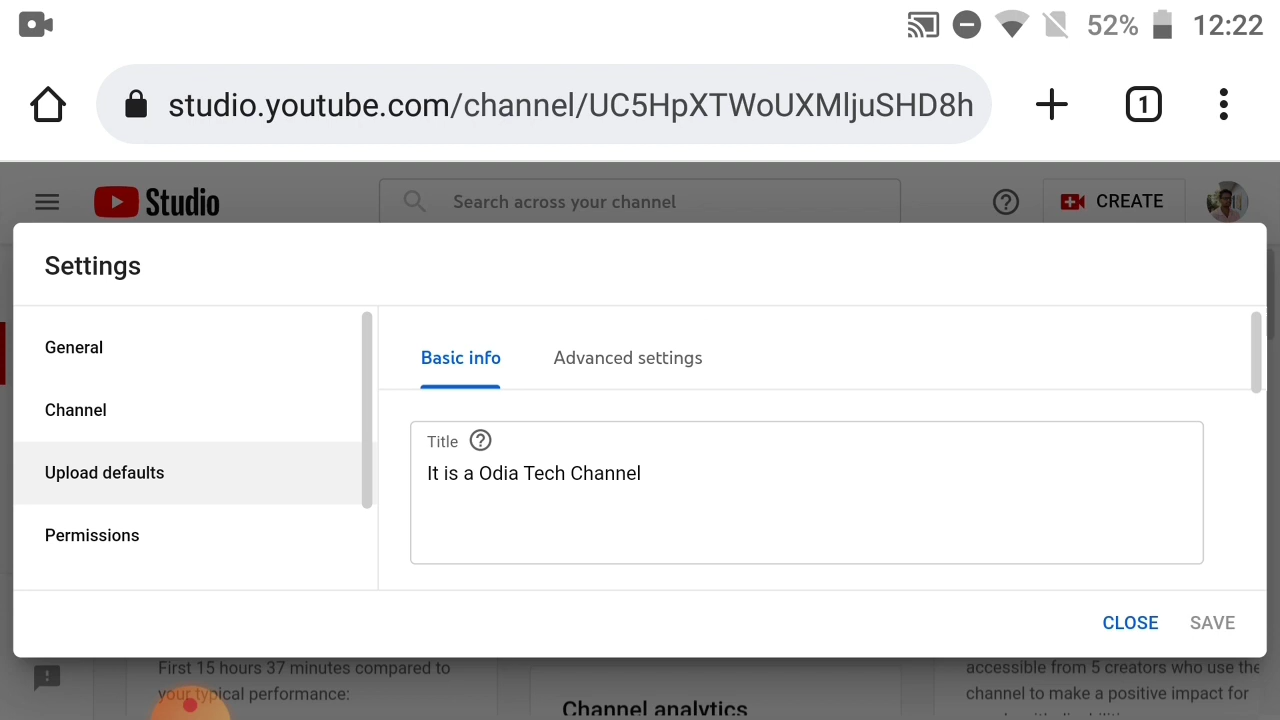 52% 12:22
studio.youtube.com/channel/UC5HpXTWoUXMljuSHD8h
1
Studio
Search across your channel
CREATE
Settings
General
Channel
Upload defaults
Permissions
Basic info
Advanced settings
Title
It is a Odia Tech Channel
CLOSE
SAVE
First 15 hours 37 minutes compared to
your typical performance:
Channel analytics
accessible from 5 creators who use the
channel to make a positive impact for